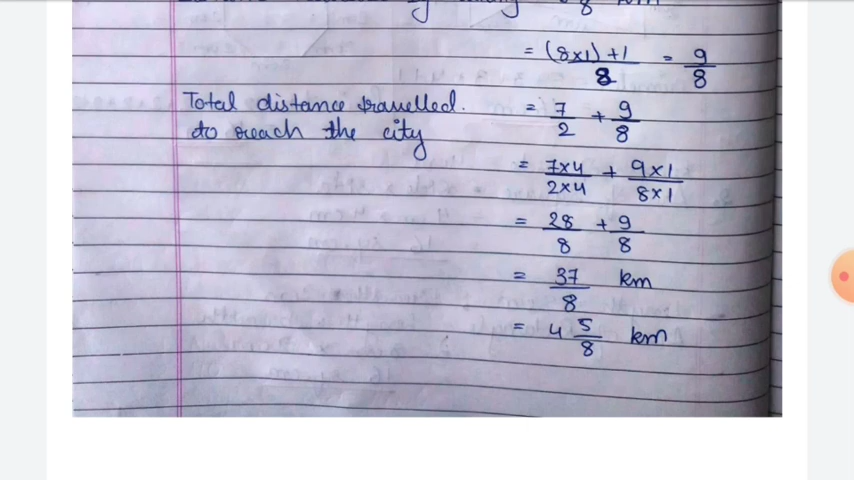 km
= (8x1)+1 / 8 = 9/8
Total distance travelled. = 7/2 + 9/8
to reach the city
= 7x4 / 2x4 + 9x1 / 8x1
= 28/8 + 9/8
= 37/8 km
= 4 5/8 km